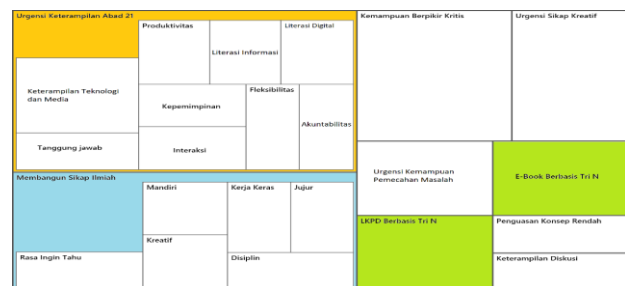 Urgensi Keterampilan Abad 21
Produktivitas
Literasi Digital
Literasi Informasi
Keterampilan Teknologi
dan Media
Kepemimpinan
Fleksibilitas
Akuntabilitas
Tanggung jawab
Interaksi
Kemampuan Berpikir Kritis
Urgensi Sikap Kreatif
Urgensi Kemampuan
Pemecahan Masalah
E-Book Berbasis Tri N
Membangun Sikap Ilmiah
Mandiri
Kerja Keras
Jujur
Kreatif
Rasa Ingin Tahu
Disiplin
LKPD Berbasis Tri N
Penguasan Konsep Rendah
Keterampilan Diskusi